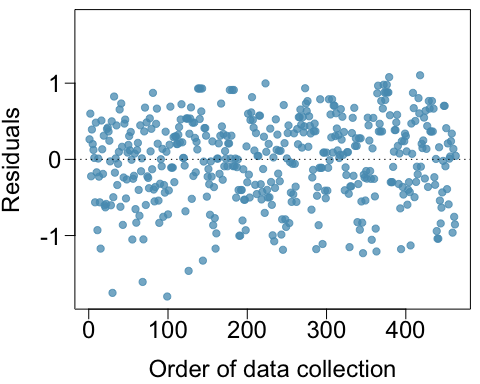 Residuals
1
0
-1
0 100 200 300 400
Order of data collection